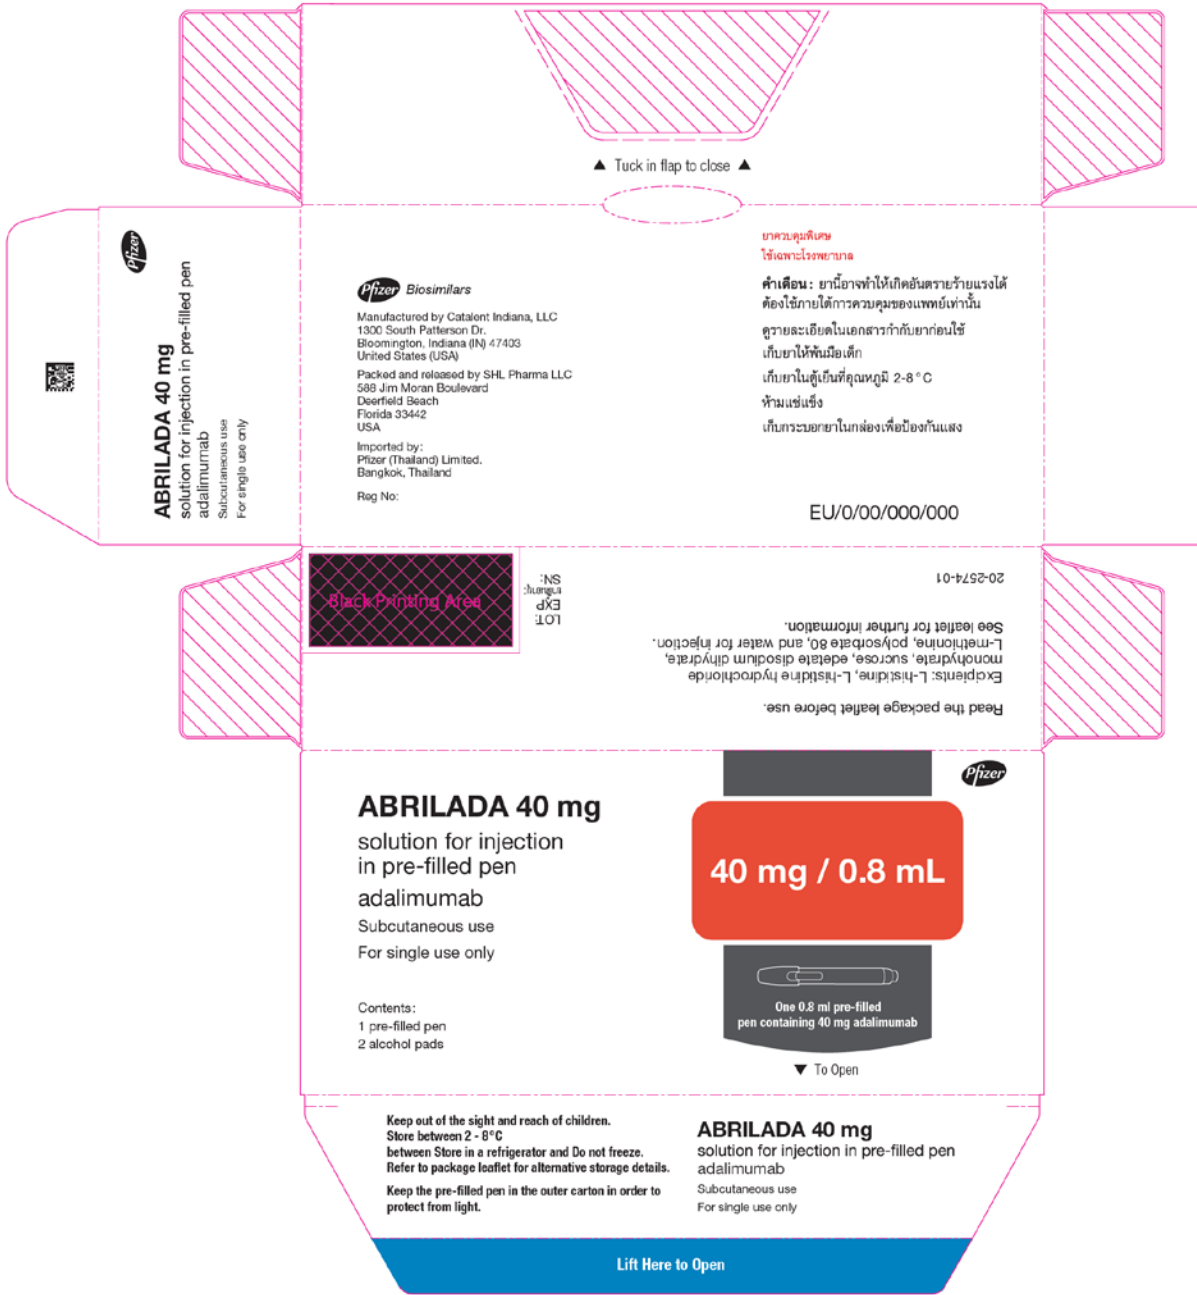 ▲ Tuck in flap to close ▲
Pfizer
ABRILADA 40 mg
solution for injection in pre-filled pen
adalimumab
Subcutaneous use
For single use only
Pfizer Biosimilars
Manufactured by Catalent Indiana, LLC
1300 South Patterson Dr.
Bloomington, Indiana (IN) 47403
United States (USA)
Packed and released by SHL Pharma LLC
588 Jim Moran Boulevard
Deerfield Beach
Florida 33442
USA
Imported by:
Pfizer (Thailand) Limited.
Bangkok, Thailand
Reg No:
ยาควบคุมพิเศษ
ใช้เฉพาะโรงพยาบาล
คำเตือน : ยานี้อาจทำให้เกิดอันตรายร้ายแรงได้
ต้องใช้ภายใต้การควบคุมของแพทย์เท่านั้น
ดูรายละเอียดในเอกสารกำกับยาก่อนใช้
เก็บยาให้พ้นมือเด็ก
เก็บยาในตู้เย็นที่อุณหภูมิ 2-8°C
ห้ามแช่แข็ง
เก็บกระบอกยาในกล่องเพื่อป้องกันแสง
EU/0/00/000/000
Black Printing Area
LOT:
EXP
SN:
Read the package leaflet before use.
Excipients: L-histidine, L-histidine hydrochloride
monohydrate, sucrose, edetate disodium dihydrate,
L-methionine, polysorbate 80, and water for injection.
See leaflet for further information.
20-2574-01
Pfizer
ABRILADA 40 mg
solution for injection
in pre-filled pen
adalimumab
Subcutaneous use
For single use only
Contents:
1 pre-filled pen
2 alcohol pads
40 mg / 0.8 mL
One 0.8 ml pre-filled
pen containing 40 mg adalimumab
▼ To Open
Keep out of the sight and reach of children.
Store between 2 - 8°C
between Store in a refrigerator and Do not freeze.
Refer to package leaflet for alternative storage details.
Keep the pre-filled pen in the outer carton in order to
protect from light.
ABRILADA 40 mg
solution for injection in pre-filled pen
adalimumab
Subcutaneous use
For single use only
Lift Here to Open